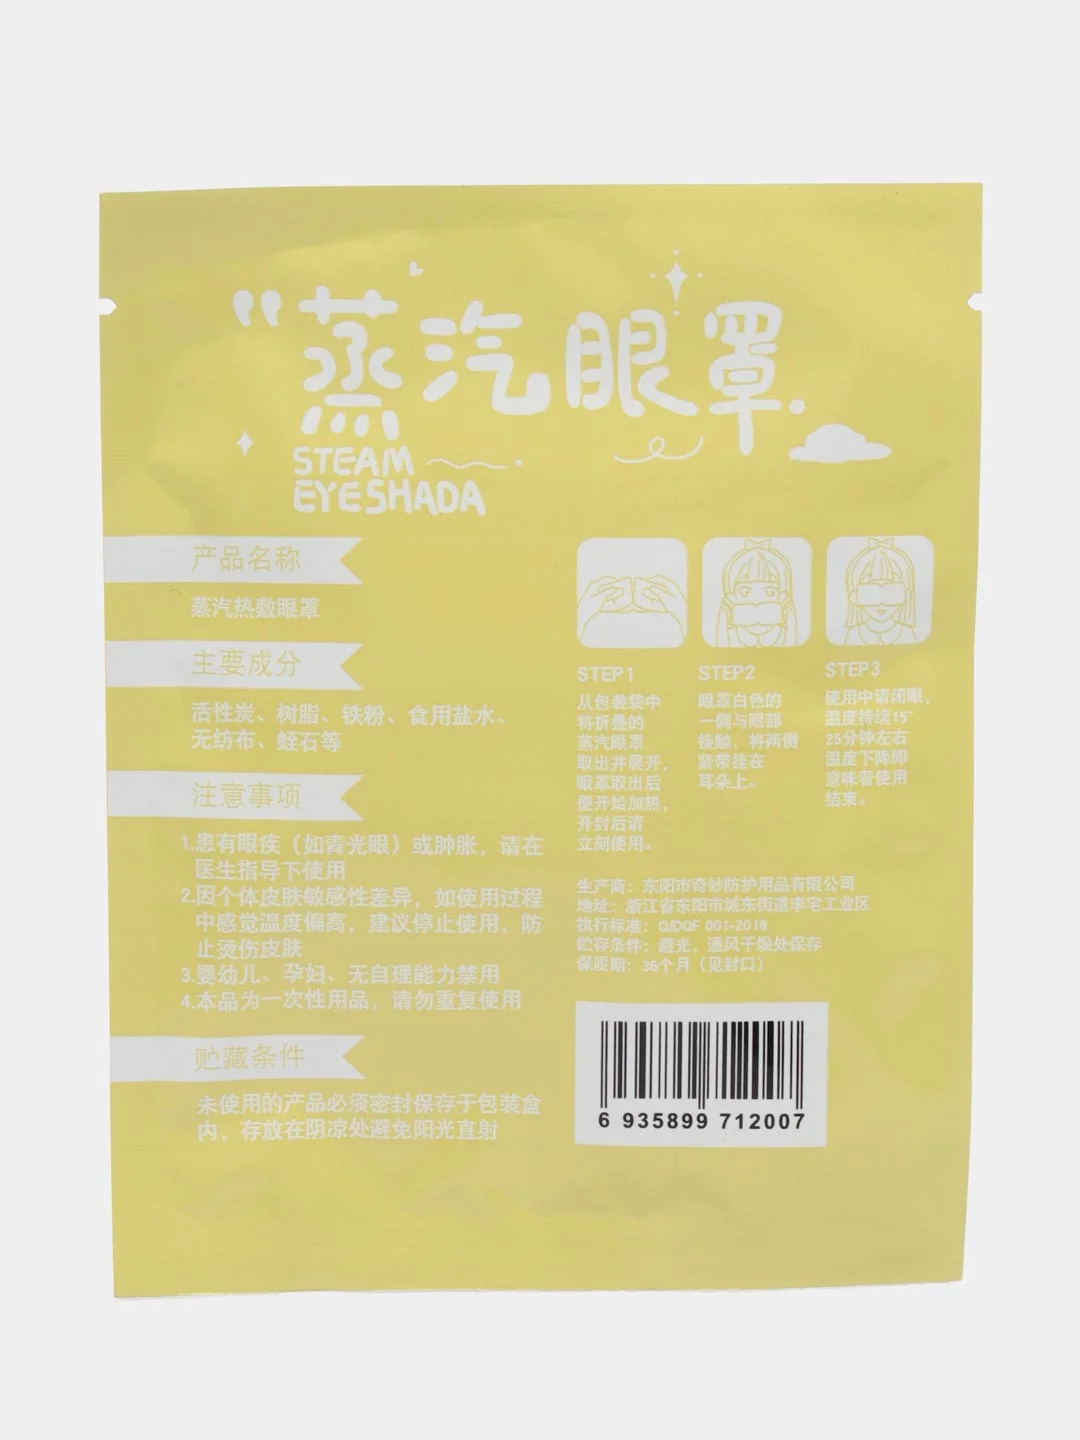 蒸汽眼罩
STEAM
EYESHADA
产品名称
蒸汽热敷眼罩
主要成分
活性炭、树脂、铁粉、食用盐水、
无纺布、蛭石等
注意事项
1.患有眼疾（如青光眼）或肿胀，请在
医生指导下使用
2.因个体皮肤敏感性差异，如使用过程
中感觉温度偏高，建议停止使用，防
止烫伤皮肤
3.婴幼儿、孕妇、无自理能力禁用
4.本品为一次性用品，请勿重复使用
贮藏条件
未使用的产品必须密封保存于包装盒
内，存放在阴凉处避免阳光直射
STEP1
从包装袋中
将折叠的
蒸汽眼罩
取出并展开，
眼罩取出后
便开始加热，
开封后请
立刻使用。
STEP2
眼罩白色的
一侧与眼部
接触，将两侧
紧带挂在
耳朵上。
STEP3
使用中请闭眼，
温度持续15~
25分钟左右
温度下降即
意味着使用
结束。
生产商：东阳市奇妙防护用品有限公司
地址：浙江省东阳市城东街道李宅工业区
执行标准：Q/DQF 001-2018
贮存条件：避光，通风干燥处保存
保质期：36个月（见封口）
6 935899 712007